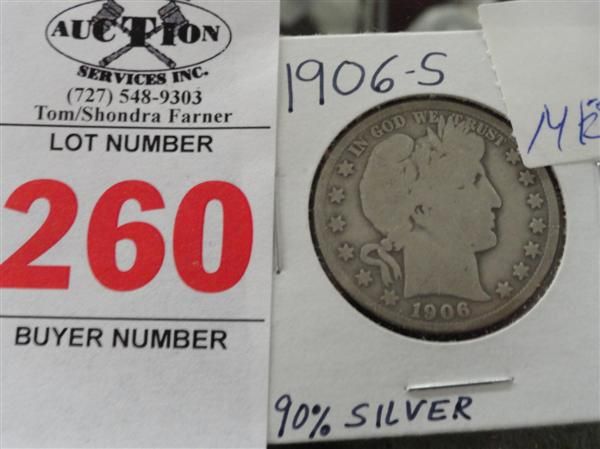 AUCTION
SERVICES INC.
(727) 548-9303
Tom/Shondra Farner
LOT NUMBER
260
BUYER NUMBER
1906-S
IN GOD WE TRUST
1906
90% SILVER